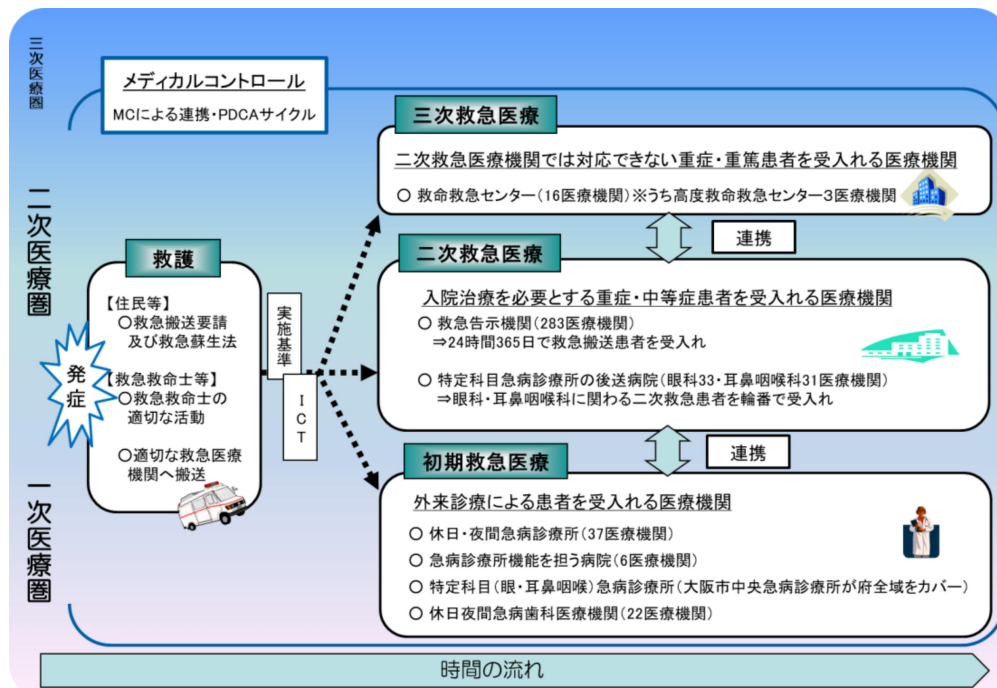 三次医療圏
メディカルコントロール
MCによる連携・PDCAサイクル
二次医療圏
一次医療圏
発症
救護
【住民等】
○救急搬送要請
及び救急蘇生法
【救急救命士等】
○救急救命士の
適切な活動
○適切な救急医療
機関へ搬送
実施基準
ICT
三次救急医療
二次救急医療機関では対応できない重症・重篤患者を受入れる医療機関
○ 救命救急センター(16医療機関)※うち高度救命救急センター3医療機関
連携
二次救急医療
入院治療を必要とする重症・中等症患者を受入れる医療機関
○ 救急告示機関(283医療機関)
⇒24時間365日で救急搬送患者を受入れ
○ 特定科目急病診療所の後送病院(眼科33・耳鼻咽喉科31医療機関)
⇒眼科・耳鼻咽喉科に関わる二次救急患者を輪番で受入れ
連携
初期救急医療
外来診療による患者を受入れる医療機関
○ 休日・夜間急病診療所(37医療機関)
○ 急病診療所機能を担う病院(6医療機関)
○ 特定科目(眼・耳鼻咽喉)急病診療所(大阪市中央急病診療所が府全域をカバー)
○ 休日夜間急病歯科医療機関(22医療機関)
時間の流れ